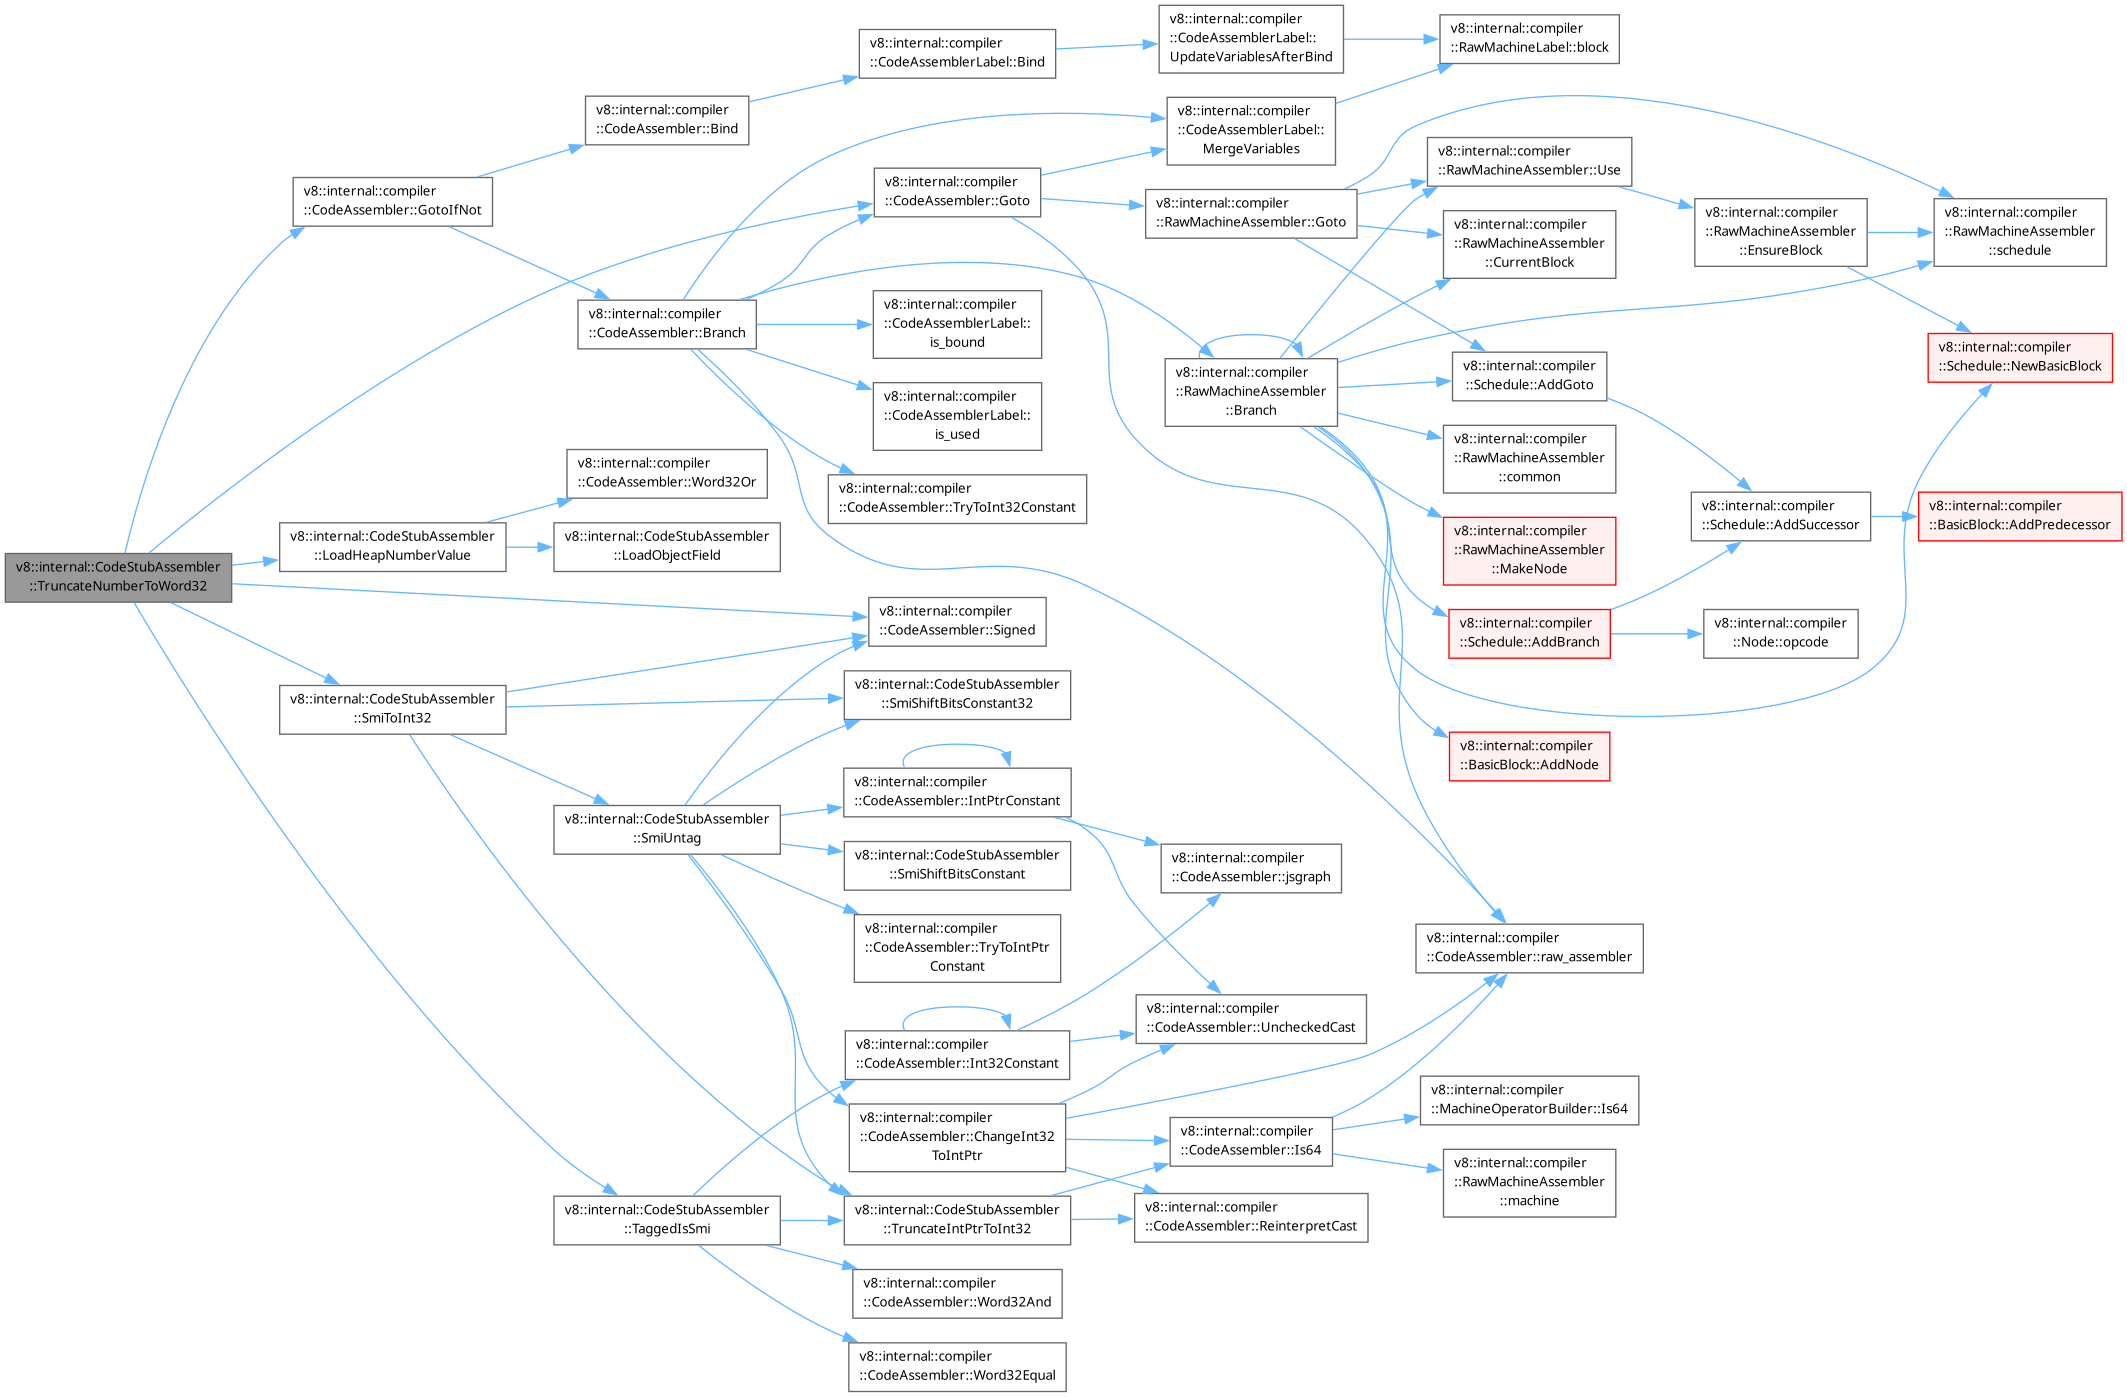 v8::internal::CodeStubAssembler
::TruncateNumberToWord32
v8::internal::compiler
::CodeAssembler::GotoIfNot
v8::internal::CodeStubAssembler
::LoadHeapNumberValue
v8::internal::CodeStubAssembler
::SmiToInt32
v8::internal::compiler
::CodeAssembler::Bind
v8::internal::compiler
::CodeAssembler::Branch
v8::internal::compiler
::CodeAssembler::Word32Or
v8::internal::CodeStubAssembler
::LoadObjectField
v8::internal::CodeStubAssembler
::SmiUntag
v8::internal::CodeStubAssembler
::TaggedIsSmi
v8::internal::compiler
::CodeAssemblerLabel::Bind
v8::internal::compiler
::CodeAssembler::Goto
v8::internal::compiler
::CodeAssemblerLabel::
is_bound
v8::internal::compiler
::CodeAssemblerLabel::
is_used
v8::internal::compiler
::CodeAssembler::TryToInt32Constant
v8::internal::compiler
::CodeAssembler::Signed
v8::internal::CodeStubAssembler
::SmiShiftBitsConstant32
v8::internal::compiler
::CodeAssembler::IntPtrConstant
v8::internal::CodeStubAssembler
::SmiShiftBitsConstant
v8::internal::compiler
::CodeAssembler::TryToIntPtr
Constant
v8::internal::compiler
::CodeAssembler::Int32Constant
v8::internal::compiler
::CodeAssembler::ChangeInt32
ToIntPtr
v8::internal::CodeStubAssembler
::TruncateIntPtrToInt32
v8::internal::compiler
::CodeAssembler::Word32And
v8::internal::compiler
::CodeAssembler::Word32Equal
v8::internal::compiler
::CodeAssemblerLabel::
UpdateVariablesAfterBind
v8::internal::compiler
::CodeAssemblerLabel::
MergeVariables
v8::internal::compiler
::RawMachineAssembler::Goto
v8::internal::compiler
::RawMachineAssembler
::Branch
v8::internal::compiler
::CodeAssembler::jsgraph
v8::internal::compiler
::CodeAssembler::UncheckedCast
v8::internal::compiler
::CodeAssembler::Is64
v8::internal::compiler
::CodeAssembler::ReinterpretCast
v8::internal::compiler
::RawMachineLabel::block
v8::internal::compiler
::RawMachineAssembler::Use
v8::internal::compiler
::RawMachineAssembler
::CurrentBlock
v8::internal::compiler
::Schedule::AddGoto
v8::internal::compiler
::RawMachineAssembler
::common
v8::internal::compiler
::RawMachineAssembler
::MakeNode
v8::internal::compiler
::Schedule::AddBranch
v8::internal::compiler
::BasicBlock::AddNode
v8::internal::compiler
::CodeAssembler::raw_assembler
v8::internal::compiler
::MachineOperatorBuilder::Is64
v8::internal::compiler
::RawMachineAssembler
::machine
v8::internal::compiler
::RawMachineAssembler
::EnsureBlock
v8::internal::compiler
::Schedule::AddSuccessor
v8::internal::compiler
::Node::opcode
v8::internal::compiler
::RawMachineAssembler
::schedule
v8::internal::compiler
::Schedule::NewBasicBlock
v8::internal::compiler
::BasicBlock::AddPredecessor